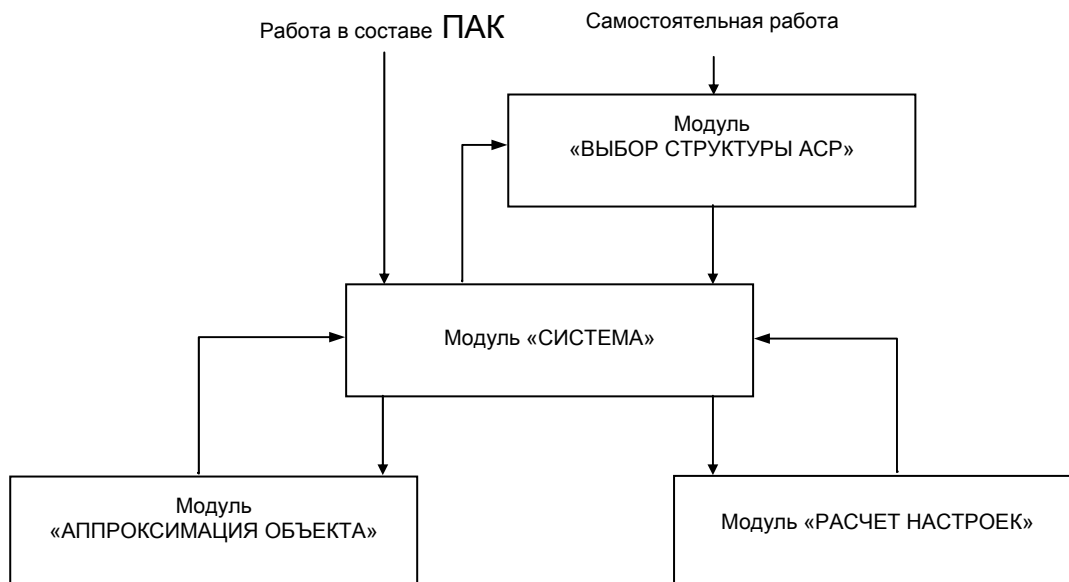 Работа в составе ПАК
Самостоятельная работа
Модуль
«ВЫБОР СТРУКТУРЫ АСР»
Модуль «СИСТЕМА»
Модуль
«АППРОКСИМАЦИЯ ОБЪЕКТА»
Модуль «РАСЧЕТ НАСТРОЕК»